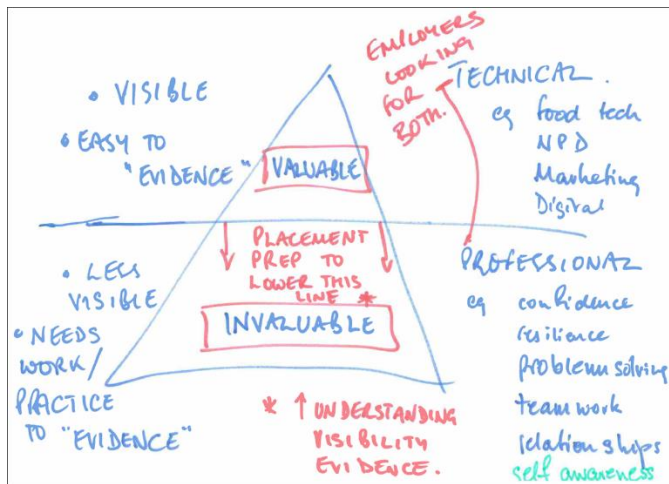 • VISIBLE
• EASY TO
"EVIDENCE"
VALUABLE
EMPLOYERS
LOOKING
FOR
BOTH.
TECHNICAL.
eg food tech
NPD
Marketing
Digital
• LESS
VISIBLE
• NEEDS
WORK/
PRACTICE
TO "EVIDENCE"
PLACEMENT
PREP TO
LOWER THIS
LINE *
INVALUABLE
* ↑ UNDERSTANDING
VISIBILITY
EVIDENCE.
PROFESSIONAL
eg confidence
resilience
problem solving
teamwork
relationships
self awareness